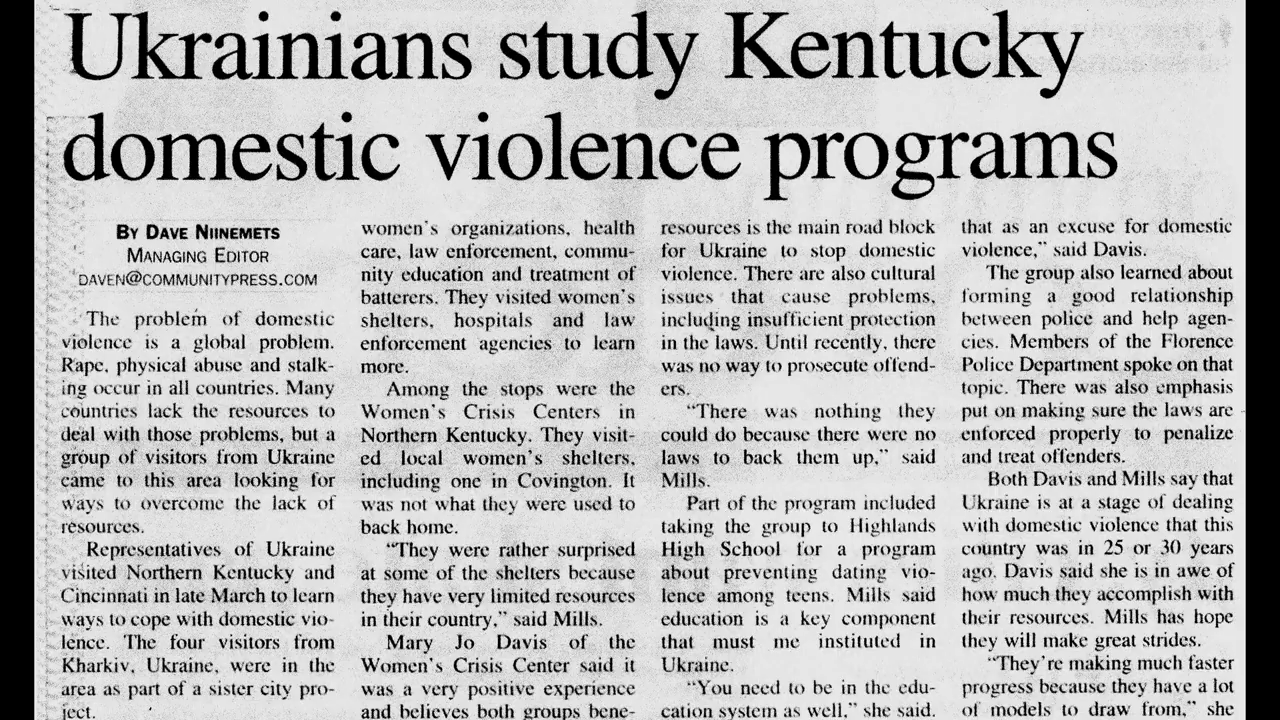 Ukrainians study Kentucky
domestic violence programs
BY DAVE NIINEMETS
MANAGING EDITOR
DAVEN@COMMUNITYPRESS.COM
The problem of domestic
violence is a global problem.
Rape, physical abuse and stalk-
ing occur in all countries. Many
countries lack the resources to
deal with those problems, but a
group of visitors from Ukraine
came to this area looking for
ways to overcome the lack of
resources.
Representatives of Ukraine
visited Northern Kentucky and
Cincinnati in late March to learn
ways to cope with domestic vio-
lence. The four visitors from
Kharkiv, Ukraine, were in the
area as part of a sister city pro-
ject.
women's organizations, health
care, law enforcement, commu-
nity education and treatment of
batterers. They visited women's
shelters, hospitals and law
enforcement agencies to learn
more.
Among the stops were the
Women's Crisis Centers in
Northern Kentucky. They visit-
ed local women's shelters,
including one in Covington. It
was not what they were used to
back home.
"They were rather surprised
at some of the shelters because
they have very limited resources
in their country," said Mills.
Mary Jo Davis of the
Women's Crisis Center said it
was a very positive experience
and believes both groups bene-
resources is the main road block
for Ukraine to stop domestic
violence. There are also cultural
issues that cause problems,
including insufficient protection
in the laws. Until recently, there
was no way to prosecute offend-
ers.
"There was nothing they
could do because there were no
laws to back them up," said
Mills.
Part of the program included
taking the group to Highlands
High School for a program
about preventing dating vio-
lence among teens. Mills said
education is a key component
that must me instituted in
Ukraine.
"You need to be in the edu-
cation system as well," she said.
that as an excuse for domestic
violence," said Davis.
The group also learned about
forming a good relationship
between police and help agen-
cies. Members of the Florence
Police Department spoke on that
topic. There was also emphasis
put on making sure the laws are
enforced properly to penalize
and treat offenders.
Both Davis and Mills say that
Ukraine is at a stage of dealing
with domestic violence that this
country was in 25 or 30 years
ago. Davis said she is in awe of
how much they accomplish with
their resources. Mills has hope
they will make great strides.
"They're making much faster
progress because they have a lot
of models to draw from," she